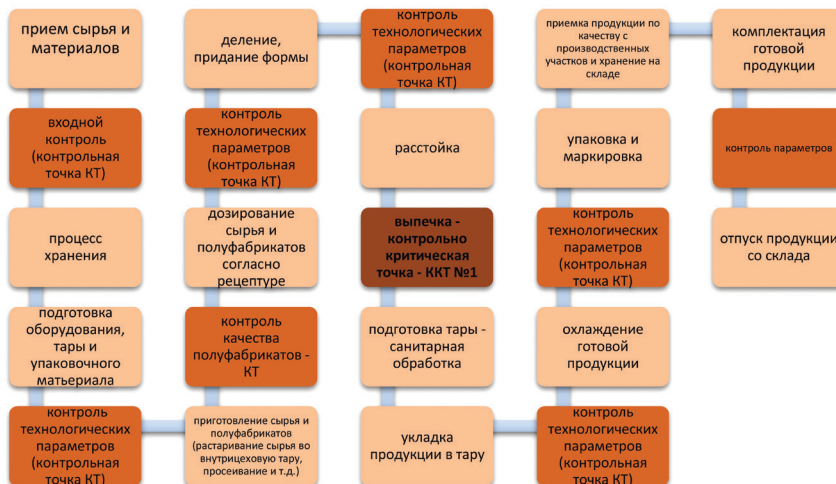 прием сырья и
материалов
входной
контроль
(контрольная
точка КТ)
процесс
хранения
подготовка
оборудования,
тары и
упаковочного
матьериала
контроль
технологических
параметров
(контрольная
точка КТ)
приготовление сырья и
полуфабрикатов
(растаривание сырья во
внутрицеховую тару,
просеивание и т.д.)
контроль
качества
полуфабрикатов -
КТ
дозирование
сырья и
полуфабрикатов
согласно
рецептуре
контроль
технологических
параметров
(контрольная
точка КТ)
деление,
придание формы
контроль
технологических
параметров
(контрольная
точка КТ)
расстойка
выпечка -
контрольно
критическая
точка - ККТ №1
подготовка тары -
санитарная
обработка
укладка
продукции в тару
контроль
технологических
параметров
(контрольная
точка КТ)
охлаждение
готовой
продукции
контроль
технологических
параметров
(контрольная
точка КТ)
упаковка и
маркировка
приемка продукции по
качеству с
производственных
участков и хранение на
складе
комплектация
готовой
продукции
контроль параметров
отпуск продукции
со склада